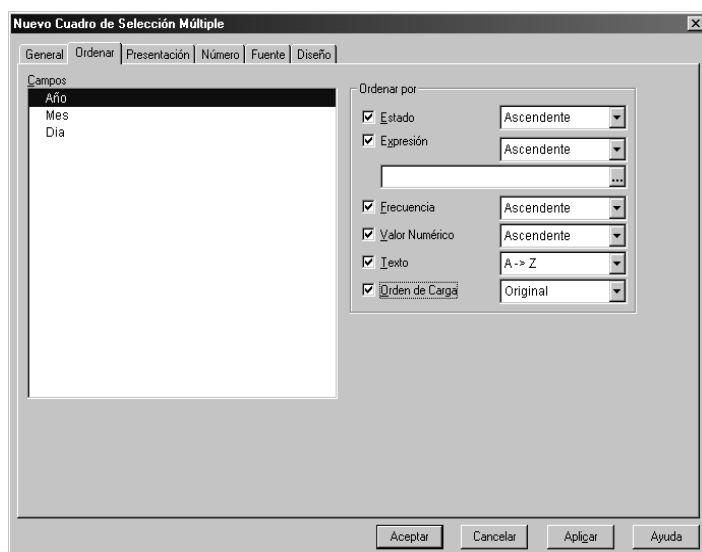 Nuevo Cuadro de Selección Múltiple
General Ordenar Presentación Número Fuente Diseño
Campos
Año
Mes
Dia
Ordenar por
Estado Ascendente
Expresión Ascendente
...
Frecuencia Ascendente
Valor Numérico Ascendente
Texto A -> Z
Orden de Carga Original
Aceptar Cancelar Aplicar Ayuda